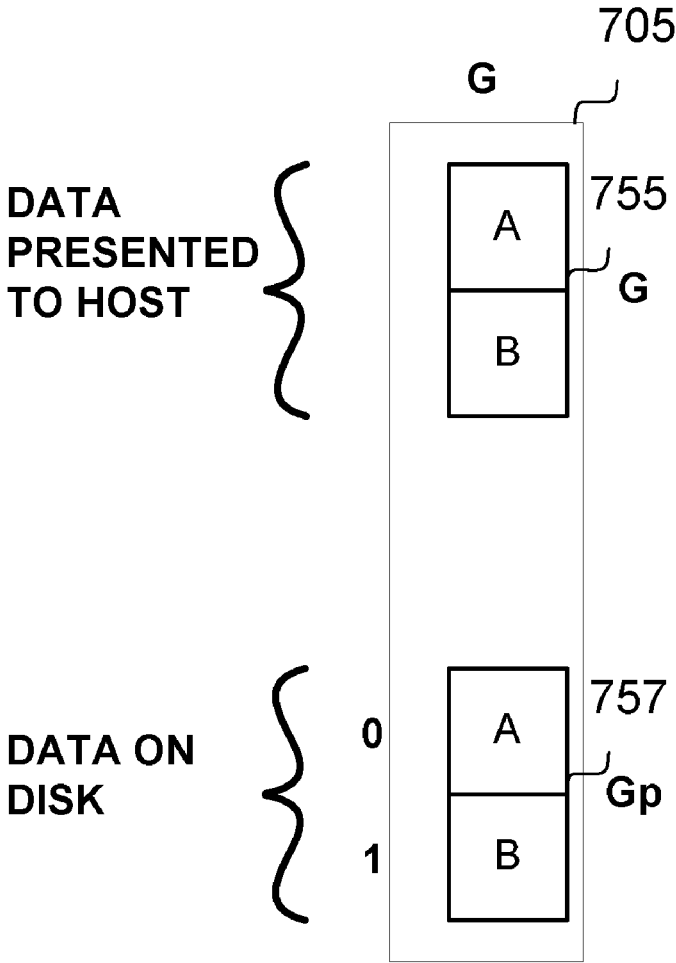 705
G
DATA
PRESENTED
TO HOST
A
755
G
B
DATA ON
DISK
0
A
757
Gp
1
B